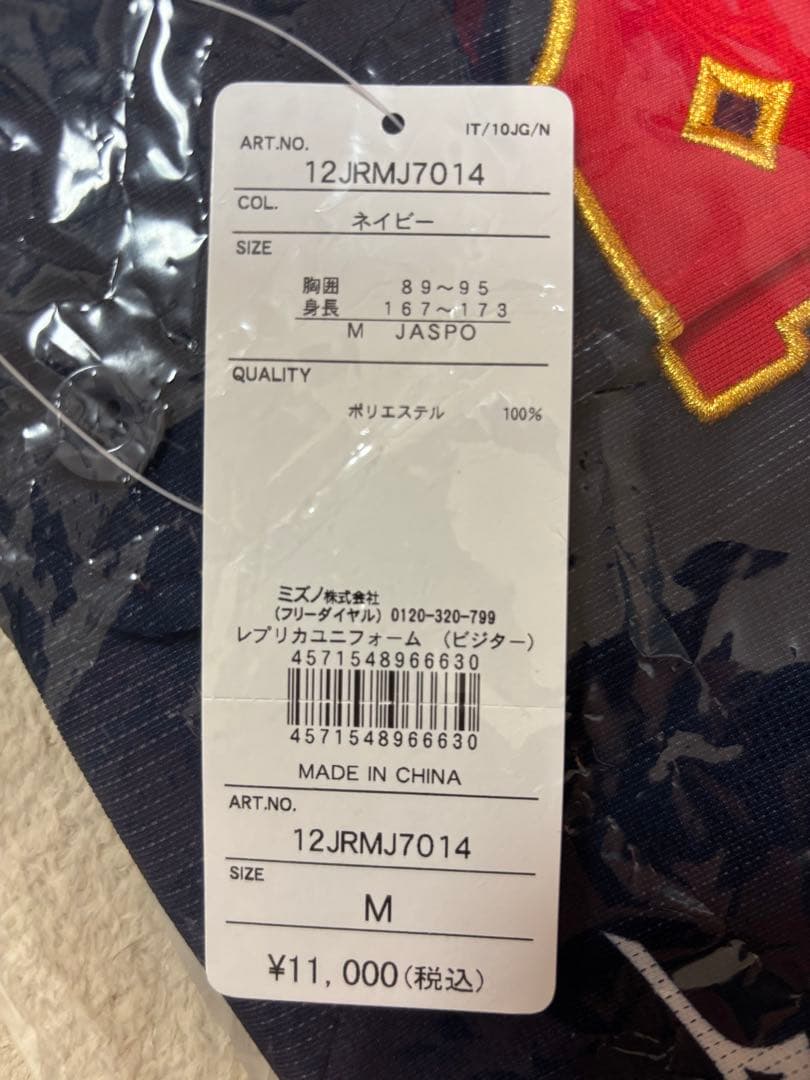 IT/10JG/N
ART.NO.
12JRMJ7014
COL.
ネイビー
SIZE
胸囲 89～95
身長 167～173
M JASPO
QUALITY
ポリエステル 100%
ミズノ株式会社
(フリーダイヤル) 0120-320-799
レプリカユニフォーム (ビジター)
4571548966630
4571548966630
MADE IN CHINA
ART.NO.
12JRMJ7014
SIZE
M
¥11,000(税込)